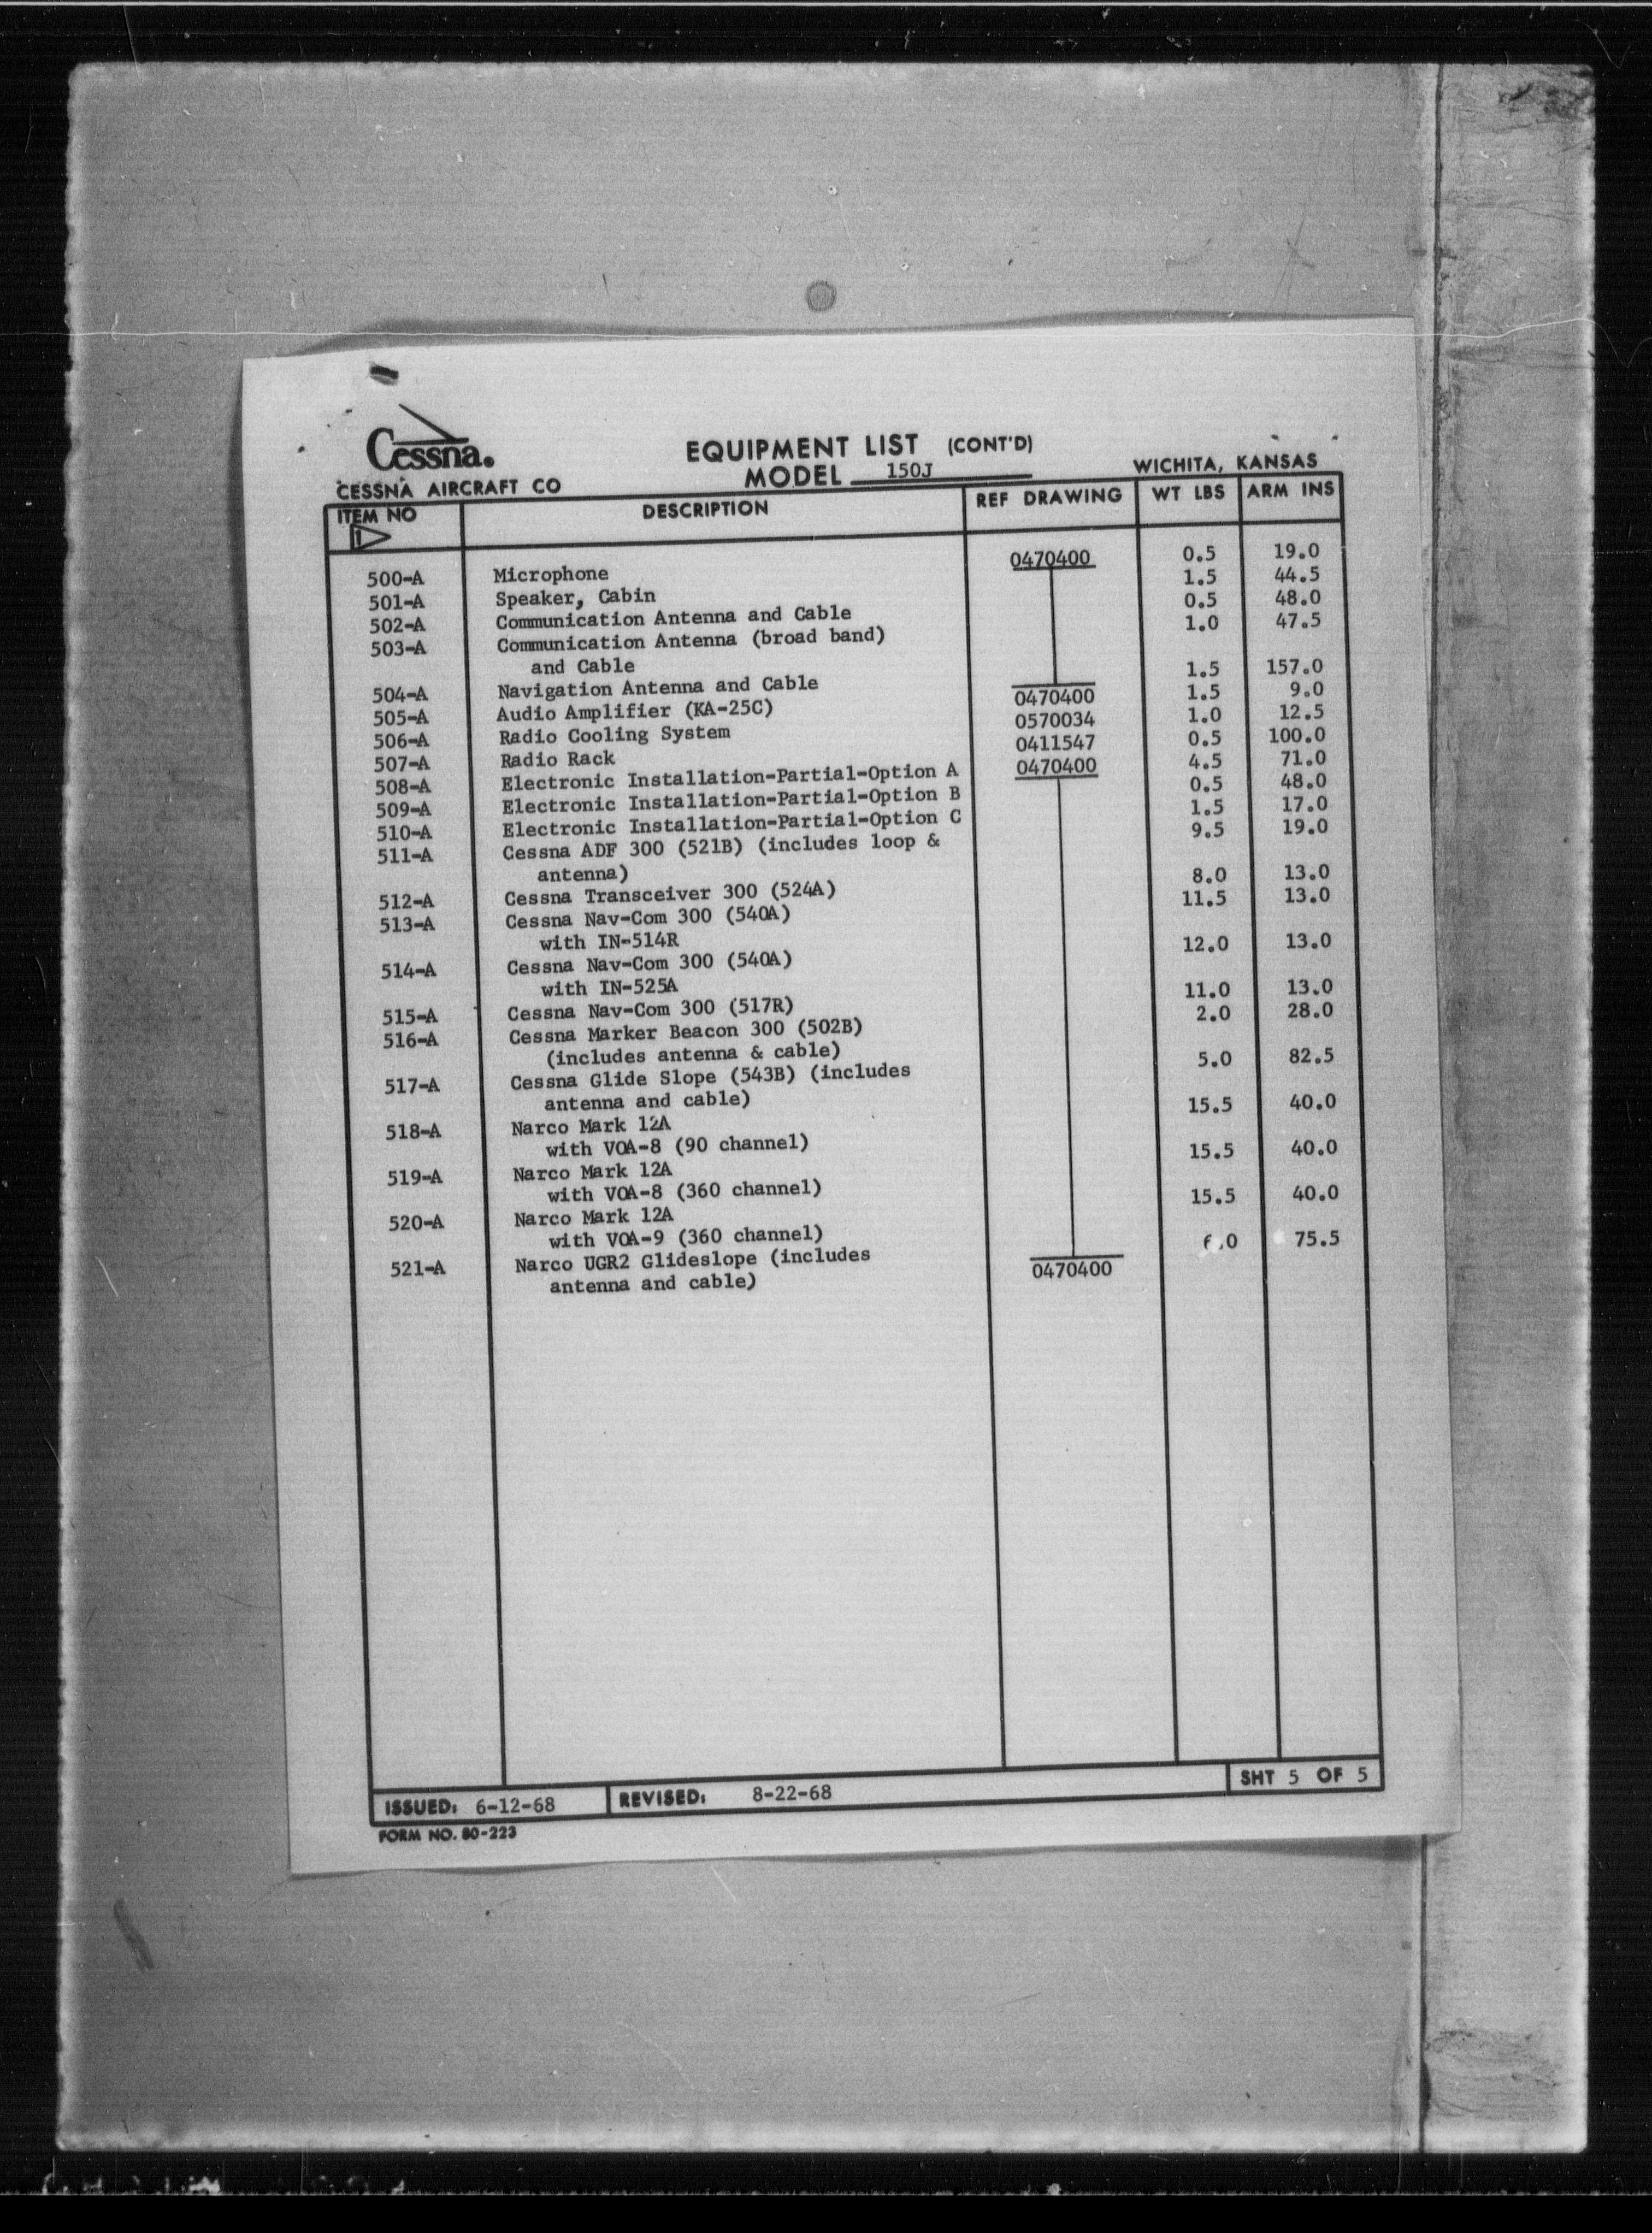 Cessna.
CESSNA AIRCRAFT CO
EQUIPMENT LIST (CONT'D)
MODEL 150J
WICHITA, KANSAS
ITEM NO DESCRIPTION REF DRAWING WT LBS ARM INS
1
500-A Microphone 0470400 0.5 19.0
501-A Speaker, Cabin 1.5 44.5
502-A Communication Antenna and Cable 0.5 48.0
503-A Communication Antenna (broad band) 1.0 47.5
and Cable
504-A Navigation Antenna and Cable 1.5 157.0
505-A Audio Amplifier (KA-25C) 0470400 1.5 9.0
506-A Radio Cooling System 0570034 1.0 12.5
507-A Radio Rack 0411547 0.5 100.0
508-A Electronic Installation-Partial-Option A 0470400 4.5 71.0
509-A Electronic Installation-Partial-Option B 0.5 48.0
510-A Electronic Installation-Partial-Option C 1.5 17.0
511-A Cessna ADF 300 (521B) (includes loop & 9.5 19.0
antenna)
512-A Cessna Transceiver 300 (524A) 8.0 13.0
513-A Cessna Nav-Com 300 (540A) 11.5 13.0
with IN-514R
514-A Cessna Nav-Com 300 (540A) 12.0 13.0
with IN-525A
515-A Cessna Nav-Com 300 (517R) 11.0 13.0
516-A Cessna Marker Beacon 300 (502B) 2.0 28.0
(includes antenna & cable)
517-A Cessna Glide Slope (543B) (includes 5.0 82.5
antenna and cable)
518-A Narco Mark 12A 15.5 40.0
with VOA-8 (90 channel)
519-A Narco Mark 12A 15.5 40.0
with VOA-8 (360 channel)
520-A Narco Mark 12A 15.5 40.0
with VOA-9 (360 channel)
521-A Narco UGR2 Glideslope (includes 75.5
antenna and cable) 0470400
ISSUED: 6-12-68 REVISED: 8-22-68 SHT 5 OF 5
FORM NO. 80-223